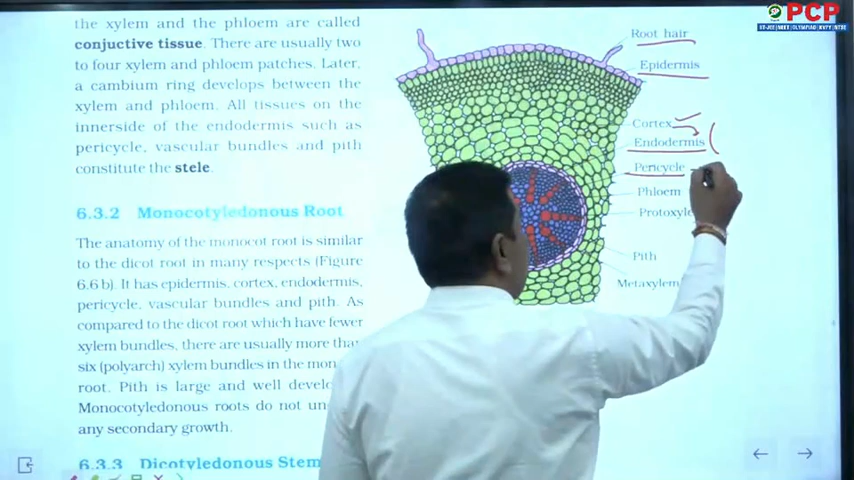 the xylem and the phloem are called
conjuctive tissue. There are usually two
to four xylem and phloem patches. Later,
a cambium ring develops between the
xylem and phloem. All tissues on the
innerside of the endodermis such as
pericycle, vascular bundles and pith
constitute the stele.
6.3.2 Monocotyledonous Root
The anatomy of the monocot root is similar
to the dicot root in many respects (Figure
6.6 b). It has epidermis, cortex, endodermis,
pericycle, vascular bundles and pith. As
compared to the dicot root which have fewer
xylem bundles, there are usually more than
six (polyarch) xylem bundles in the mon
root. Pith is large and well develo
Monocotyledonous roots do not un
any secondary growth.
6.3.3 Dicotyledonous Stem
Root hair
Epidermis
Cortex
Endodermis
Pericycle
Phloem
Protoxyle
Pith
Metaxylem
PCP
IIT-JEE | NEET | OLYMPIAD | KVPY | NTSE